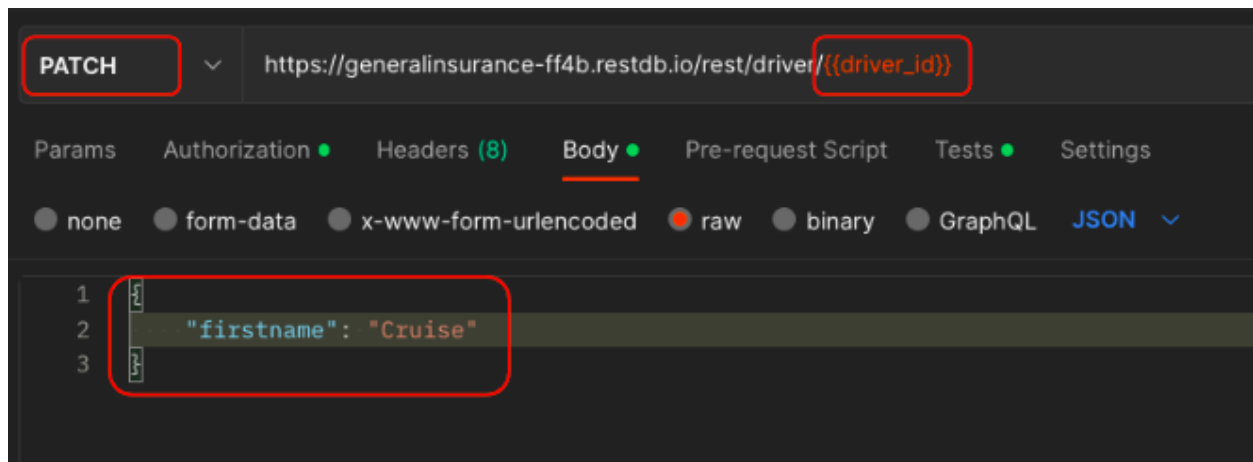 PATCH https://generalinsurance-ff4b.restdb.io/rest/driver/{{driver_id}}
Params Authorization Headers (8) Body Pre-request Script Tests Settings
none form-data x-www-form-urlencoded raw binary GraphQL JSON
1 {
2 "firstname": "Cruise"
3 }